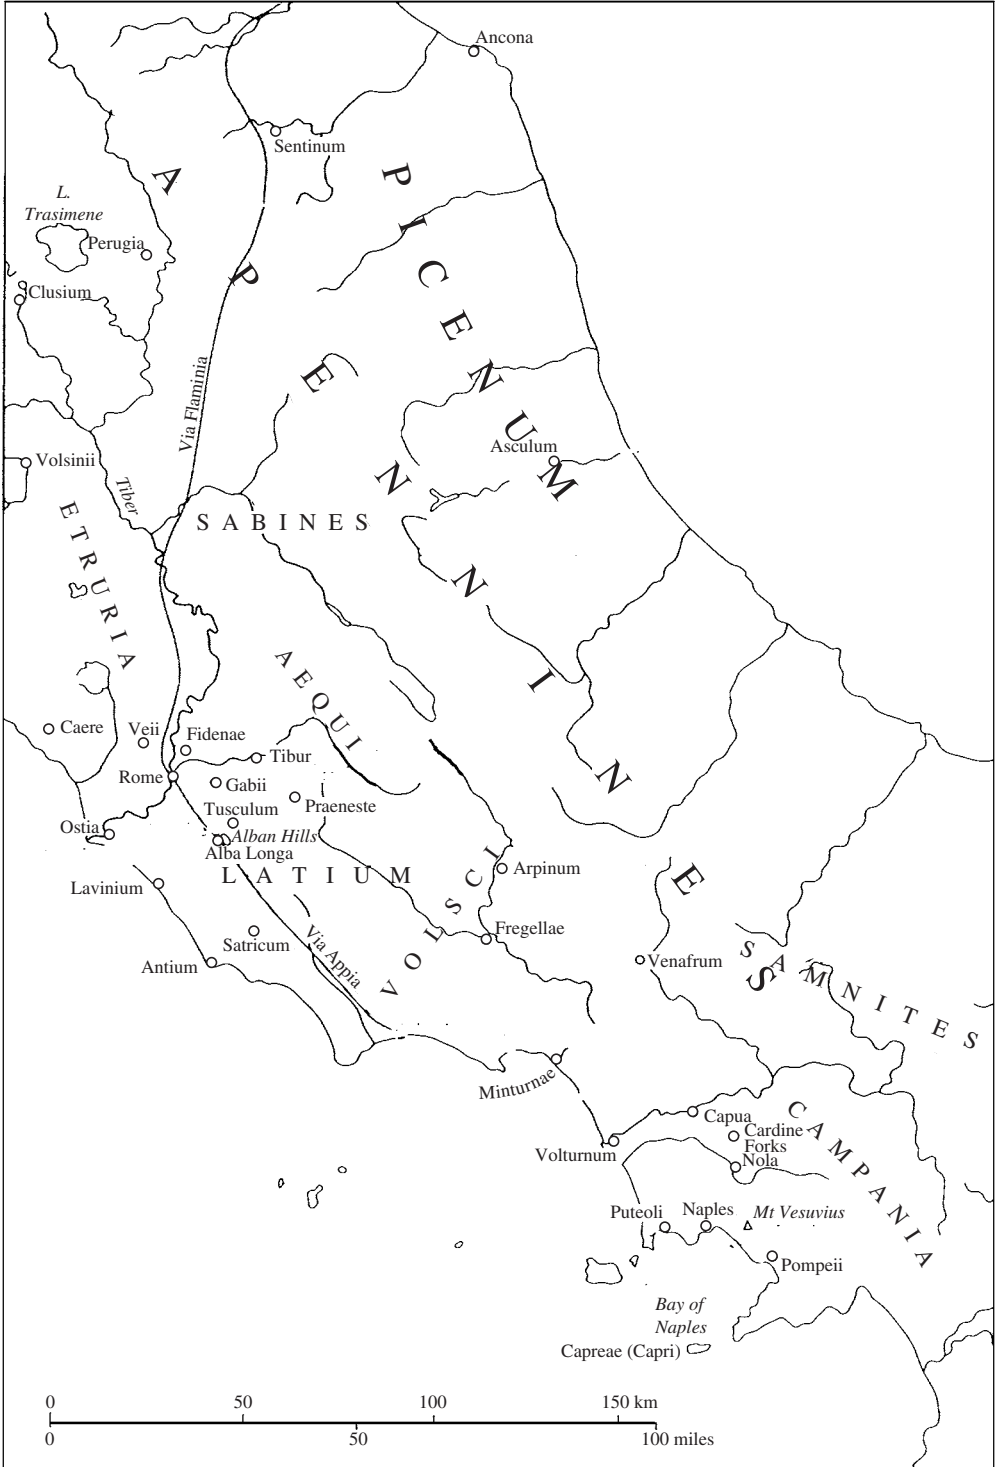 Ancona
Sentinum
L.
Trasimene
Perugia
Clusium
APENNINES
PICENUM
Via Flaminia
Asculum
Volsinii
Tiber
SABINES
ETRURIA
AEQUI
Caere
Veii
Fidenae
Tibur
Rome
Gabii
Praeneste
Tusculum
Ostia
Alban Hills
Alba Longa
LATIUM
Arpinum
Lavinium
VOLSCI
Fregellae
Satricum
Via Appia
Antium
Venafrum
SAMNITES
Minturnae
Capua
CAMPANIA
Cardine
Forks
Volturnum
Nola
Puteoli
Naples
Mt Vesuvius
Pompeii
Bay of
Naples
Capreae (Capri)
0 50 100 150 km
0 50 100 miles